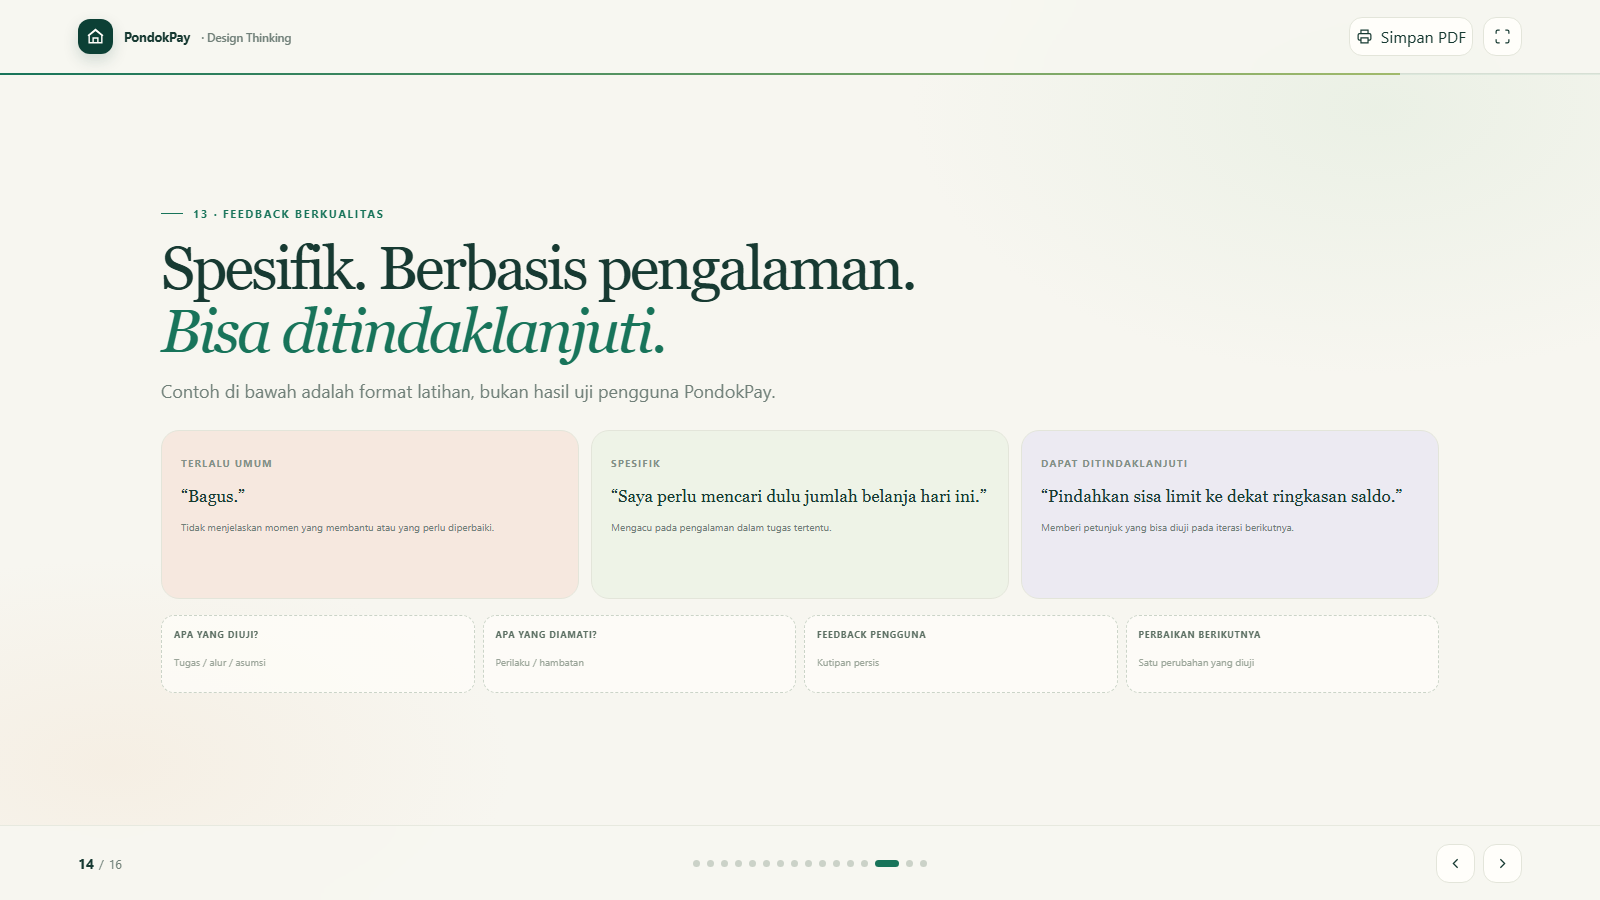 PondokPay · Design Thinking
Simpan PDF
13 · FEEDBACK BERKUALITAS
Spesifik. Berbasis pengalaman.
Bisa ditindaklanjuti.
Contoh di bawah adalah format latihan, bukan hasil uji pengguna PondokPay.
TERLALU UMUM
“Bagus.”
Tidak menjelaskan momen yang membantu atau yang perlu diperbaiki.
SPESIFIK
“Saya perlu mencari dulu jumlah belanja hari ini.”
Mengacu pada pengalaman dalam tugas tertentu.
DAPAT DITINDAKLANJUTI
“Pindahkan sisa limit ke dekat ringkasan saldo.”
Memberi petunjuk yang bisa diuji pada iterasi berikutnya.
APA YANG DIUJI?
Tugas / alur / asumsi
APA YANG DIAMATI?
Perilaku / hambatan
FEEDBACK PENGGUNA
Kutipan persis
PERBAIKAN BERIKUTNYA
Satu perubahan yang diuji
14 / 16